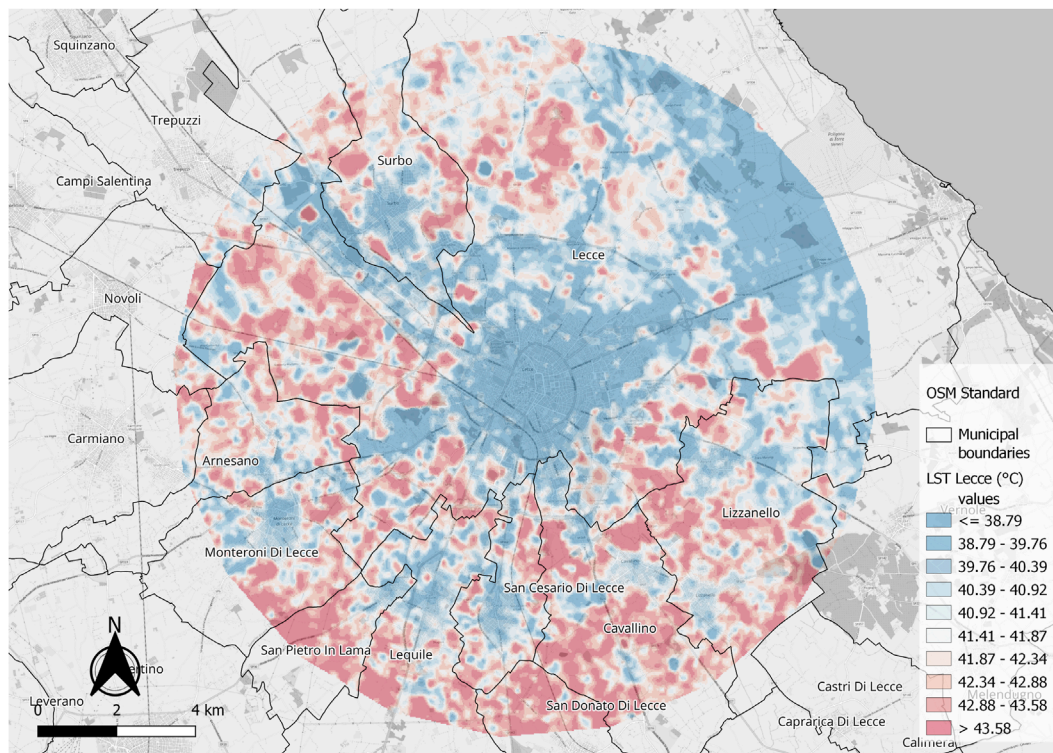 Squinzano
Trepuzzi
Surbo
Campi Salentina
Lecce
Novoli
Carmiano
Arnesano
Lizzanello
Monteroni Di Lecce
San Cesario Di Lecce
Cavallino
San Pietro In Lama
Lequile
San Donato Di Lecce
Castri Di Lecce
Caprarica Di Lecce
Calimera
Leverano
N
0 2 4 km
OSM Standard
Municipal
boundaries
LST Lecce (°C)
values
Vernole
<= 38.79
38.79 - 39.76
39.76 - 40.39
40.39 - 40.92
40.92 - 41.41
41.41 - 41.87
41.87 - 42.34
42.34 - 42.88
42.88 - 43.58
Melendugno
> 43.58